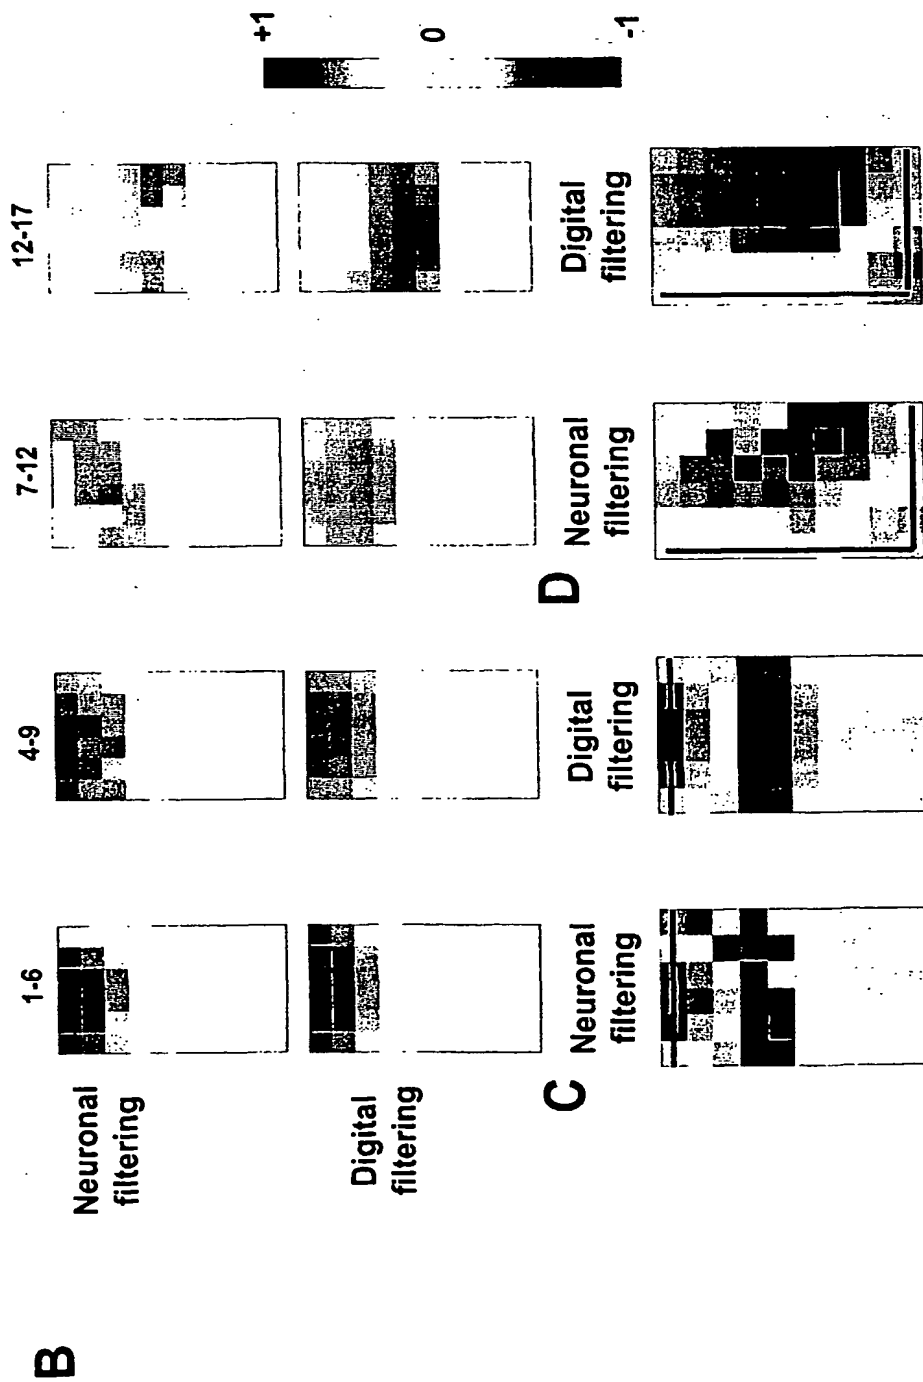 B
1-6
4-9
7-12
12-17
Neuronal
filtering
Digital
filtering
+1
0
-1
C
Neuronal
filtering
Digital
filtering
D
Neuronal
filtering
Digital
filtering